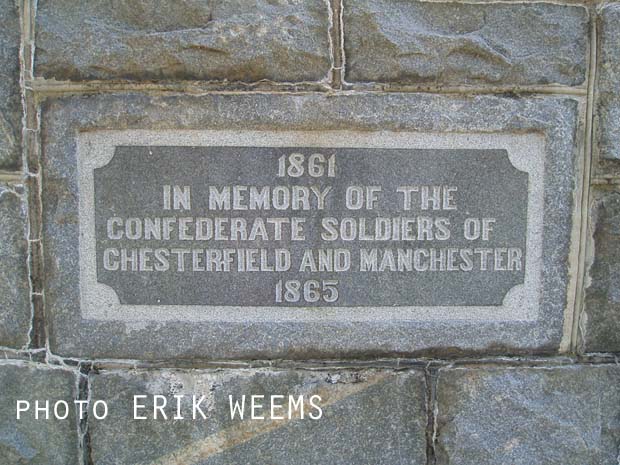 1861
IN MEMORY OF THE
CONFEDERATE SOLDIERS OF
CHESTERFIELD AND MANCHESTER
1865
PHOTO ERIK WEEMS